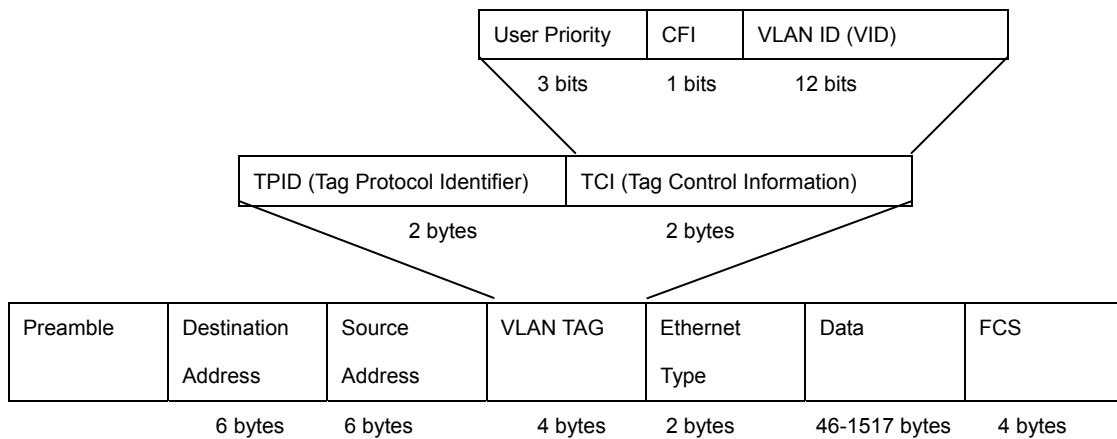 User Priority CFI VLAN ID (VID)
3 bits 1 bits 12 bits
TPID (Tag Protocol Identifier) TCI (Tag Control Information)
2 bytes 2 bytes
Preamble Destination Address Source Address VLAN TAG Ethernet Type Data FCS
6 bytes 6 bytes 4 bytes 2 bytes 46-1517 bytes 4 bytes